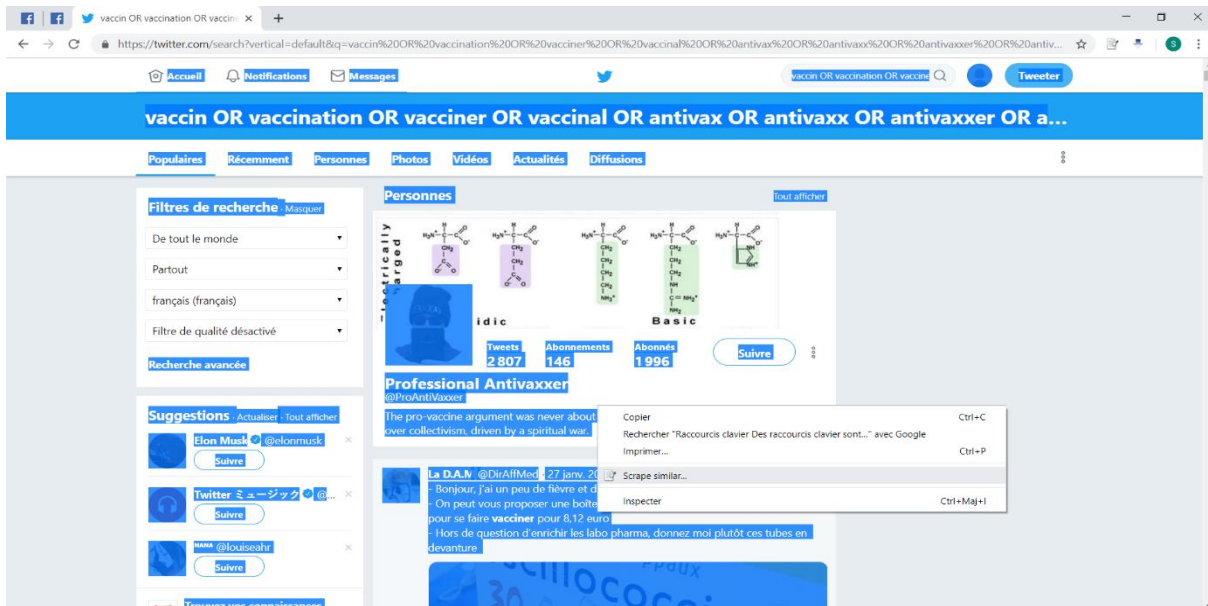 vaccin OR vaccination OR vaccin
https://twitter.com/search?vertical=default&q=vaccin%20OR%20vaccination%20OR%20vacciner%20OR%20vaccinal%20OR%20antivax%20OR%20antivaxx%20OR%20antivaxxer%20OR%20antiv...
S
Accueil Notifications Messages
vaccin OR vaccination OR vaccine
Tweeter
vaccin OR vaccination OR vacciner OR vaccinal OR antivax OR antivaxx OR antivaxxer OR a...
Populaires Récemment Personnes Photos Vidéos Actualités Diffusions
Filtres de recherche · Masquer
De tout le monde
Partout
français (français)
Filtre de qualité désactivé
Recherche avancée
Suggestions · Actualiser · Tout afficher
Elon Musk @elonmusk
Suivre
Twitter ミュージック @...
Suivre
ᴺᴬᴺᴬ @louiseahr
Suivre
Trouvez vos connaissances
Personnes Tout afficher
electrically
charged
idic Basic
Tweets Abonnements Abonnés
2 807 146 1 996
Suivre
Professional Antivaxxer
@ProAntiVaxxer
The pro-vaccine argument was never about
over collectivism, driven by a spiritual war.
La D.A.M @DirAffMed · 27 janv. 20
- Bonjour, j'ai un peu de fièvre et d
- On peut vous proposer une boîte
pour se faire vacciner pour 8,12 euro
- Hors de question d'enrichir les labo pharma, donnez moi plutôt ces tubes en
devanture
30
Copier Ctrl+C
Rechercher "Raccourcis clavier Des raccourcis clavier sont..." avec Google
Imprimer... Ctrl+P
Scrape similar...
Inspecter Ctrl+Maj+I